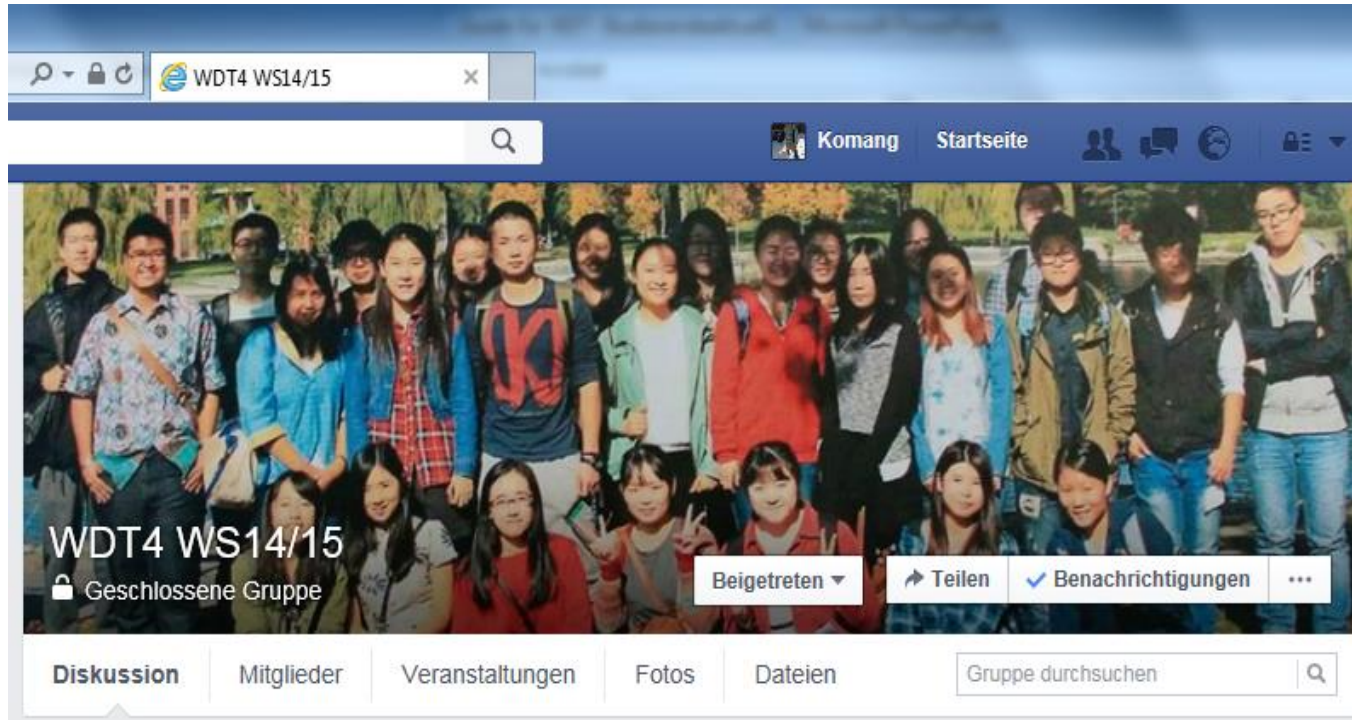 WDT4 WS14/15
Komang Startseite
WDT4 WS14/15
Geschlossene Gruppe
Beigetreten Teilen Benachrichtigungen ...
Diskussion Mitglieder Veranstaltungen Fotos Dateien Gruppe durchsuchen